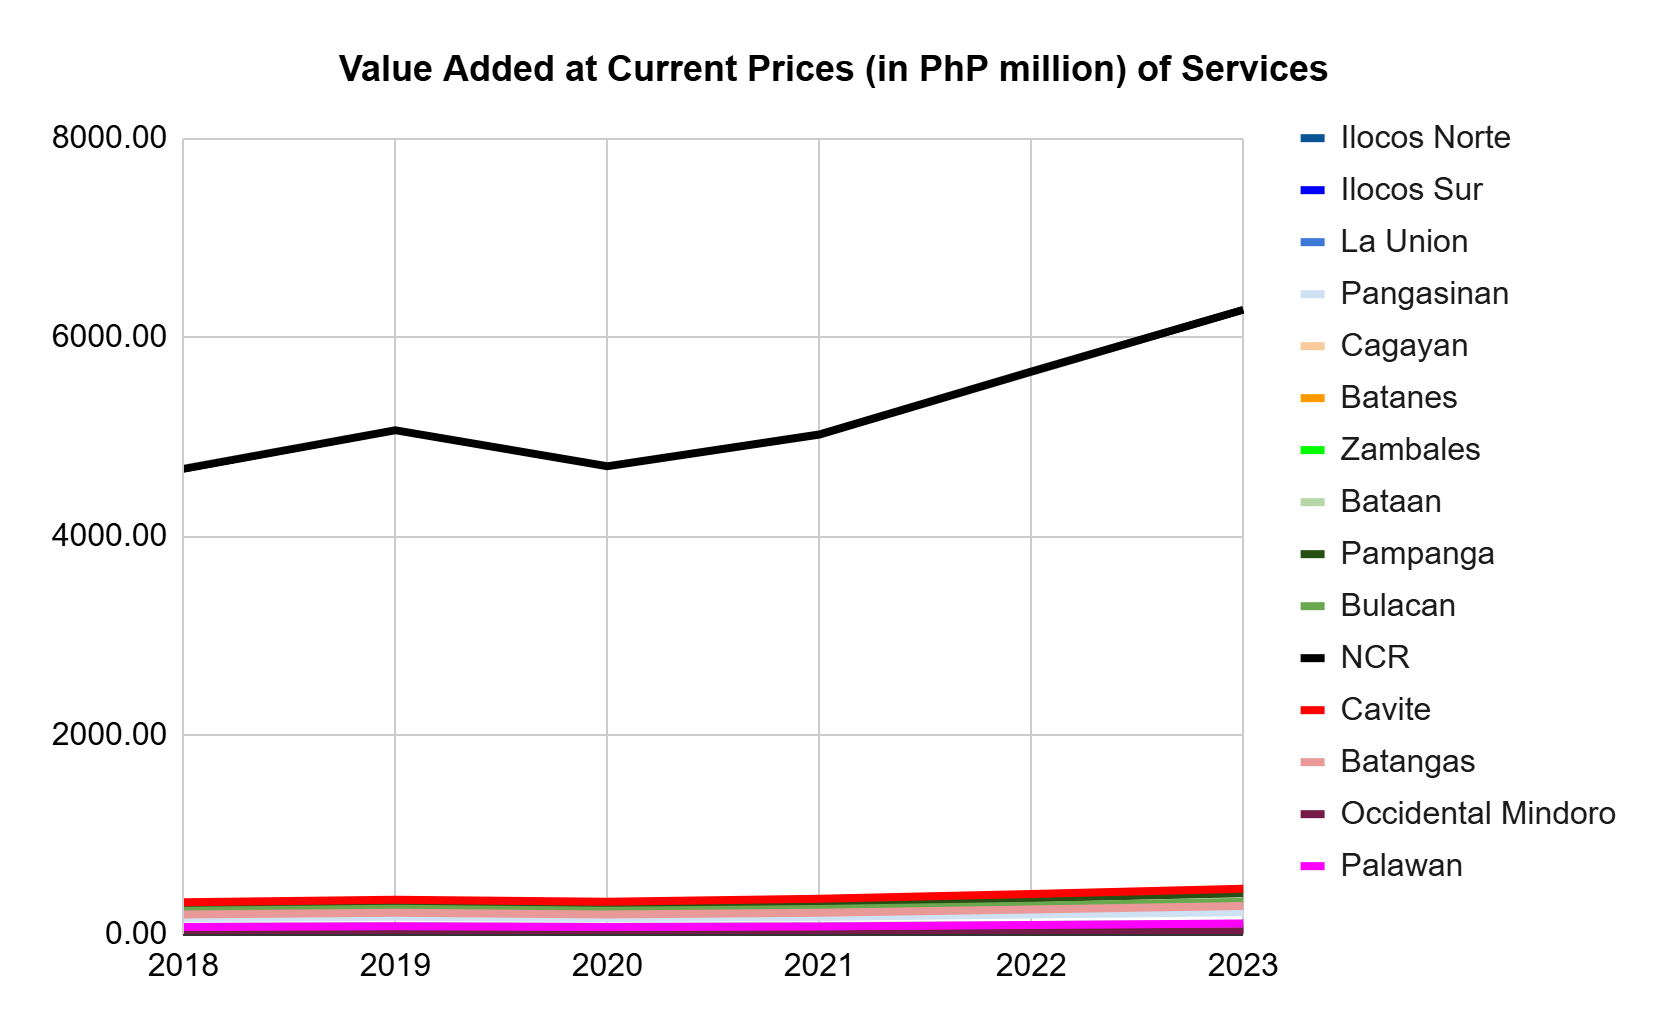 Value Added at Current Prices (in PhP million) of Services
8000.00
6000.00
4000.00
2000.00
0.00
2018 2019 2020 2021 2022 2023
Ilocos Norte
Ilocos Sur
La Union
Pangasinan
Cagayan
Batanes
Zambales
Bataan
Pampanga
Bulacan
NCR
Cavite
Batangas
Occidental Mindoro
Palawan